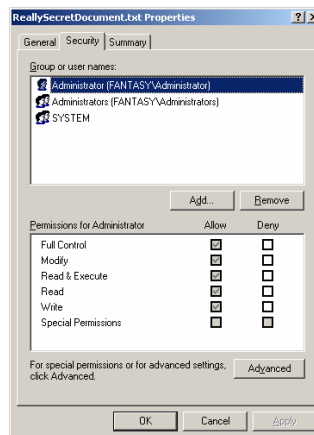 ReallySecretDocument.txt Properties
General Security Summary
Group or user names:
Administrator (FANTASY\Administrator)
Administrators (FANTASY\Administrators)
SYSTEM
Add... Remove
Permissions for Administrator Allow Deny
Full Control
Modify
Read & Execute
Read
Write
Special Permissions
For special permissions or for advanced settings,
click Advanced.
Advanced
OK Cancel Apply